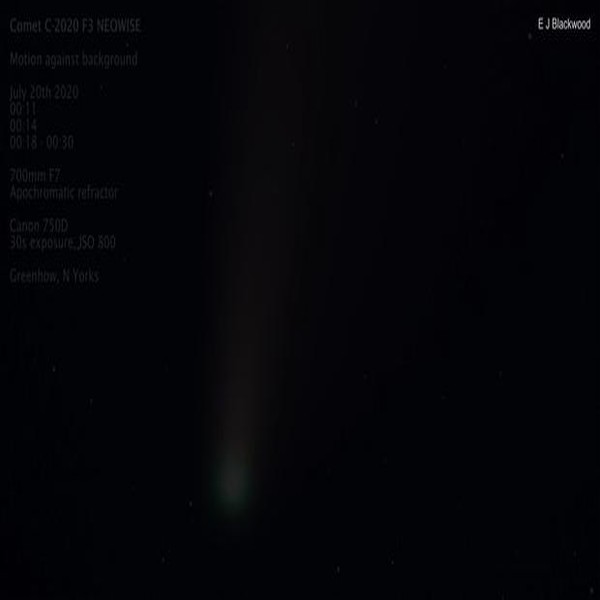 Comet C-2020 F3 NEOWISE
E J Blackwood
Motion against background
July 20th 2020
00:11
00:14
00:18 - 00:30
700mm F7
Apochromatic refractor
Canon 750D
30s exposure, ISO 800
Greenhow, N Yorks